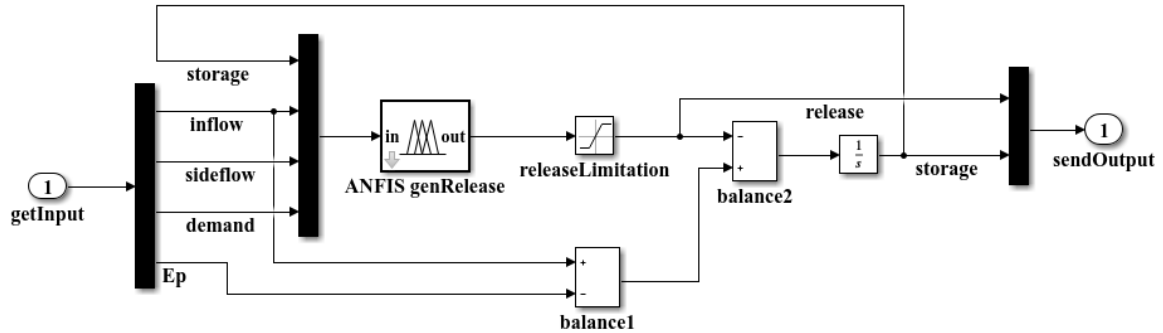 storage
inflow
sideflow
demand
Ep
1
getInput
in out
ANFIS genRelease
releaseLimitation
+
−
balance1
−
+
balance2
1
s
release
storage
1
sendOutput